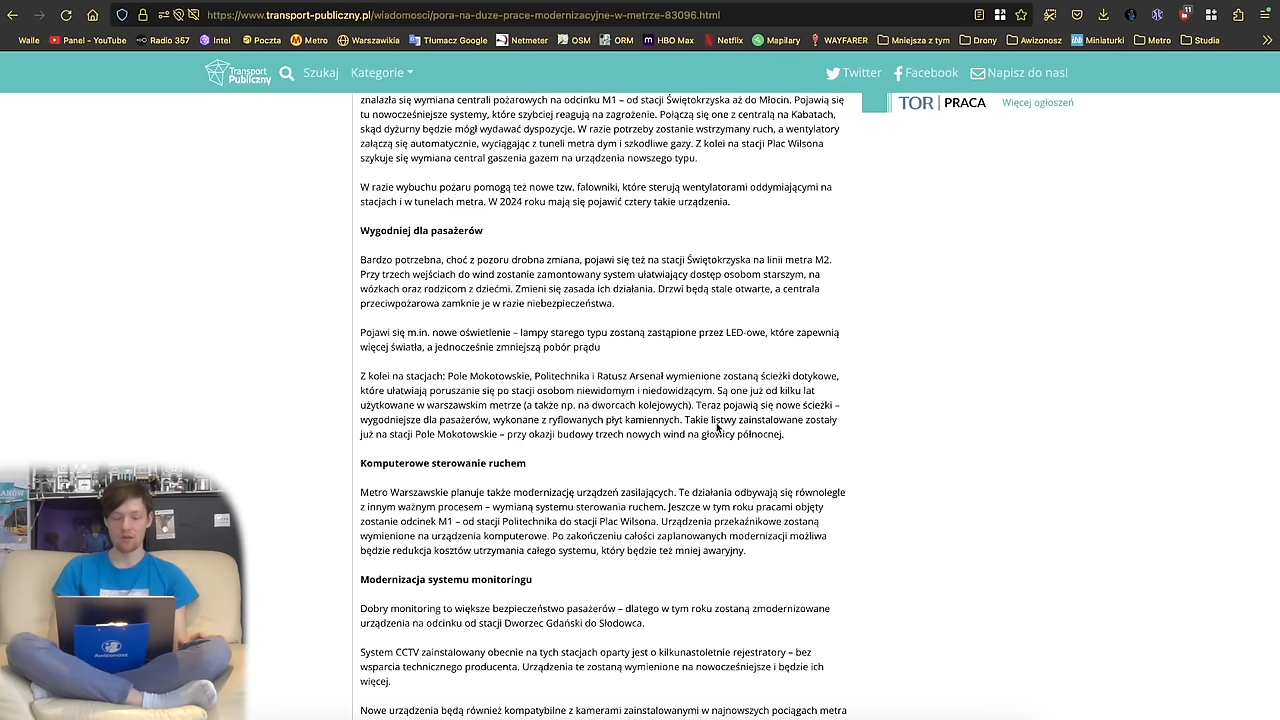 https://www.transport-publiczny.pl/wiadomosci/pora-na-duze-prace-modernizacyjne-w-metrze-83096.html
11
Walle Panel - YouTube Radio 357 Intel Poczta Metro Warszawikia Tłumacz Google Netmeter OSM ORM HBO Max Netflix Mapilary WAYFARER Mniejsza z tym Drony Awizonosz Miniaturki Metro Studia
Transport Publiczny Szukaj Kategorie Twitter Facebook Napisz do nas!
TOR | PRACA Więcej ogłoszeń
znalazła się wymiana centrali pożarowych na odcinku M1 – od stacji Świętokrzyska aż do Młocin. Pojawią się
tu nowocześniejsze systemy, które szybciej reagują na zagrożenie. Połączą się one z centralą na Kabatach,
skąd dyżurny będzie mógł wydawać dyspozycje. W razie potrzeby zostanie wstrzymany ruch, a wentylatory
załączą się automatycznie, wyciągając z tuneli metra dym i szkodliwe gazy. Z kolei na stacji Plac Wilsona
szykuje się wymiana central gaszenia gazem na urządzenia nowszego typu.
W razie wybuchu pożaru pomogą też nowe tzw. falowniki, które sterują wentylatorami oddymiającymi na
stacjach i w tunelach metra. W 2024 roku mają się pojawić cztery takie urządzenia.
Wygodniej dla pasażerów
Bardzo potrzebna, choć z pozoru drobna zmiana, pojawi się też na stacji Świętokrzyska na linii metra M2.
Przy trzech wejściach do wind zostanie zamontowany system ułatwiający dostęp osobom starszym, na
wózkach oraz rodzicom z dziećmi. Zmieni się zasada ich działania. Drzwi będą stale otwarte, a centrala
przeciwpożarowa zamknie je w razie niebezpieczeństwa.
Pojawi się m.in. nowe oświetlenie – lampy starego typu zostaną zastąpione przez LED-owe, które zapewnią
więcej światła, a jednocześnie zmniejszą pobór prądu
Z kolei na stacjach: Pole Mokotowskie, Politechnika i Ratusz Arsenał wymienione zostaną ścieżki dotykowe,
które ułatwiają poruszanie się po stacji osobom niewidomym i niedowidzącym. Są one już od kilku lat
użytkowane w warszawskim metrze (a także np. na dworcach kolejowych). Teraz pojawią się nowe ścieżki –
wygodniejsze dla pasażerów, wykonane z ryflowanych płyt kamiennych. Takie listwy zainstalowane zostały
już na stacji Pole Mokotowskie – przy okazji budowy trzech nowych wind na głowicy północnej.
Komputerowe sterowanie ruchem
Metro Warszawskie planuje także modernizację urządzeń zasilających. Te działania odbywają się równolegle
z innym ważnym procesem – wymianą systemu sterowania ruchem. Jeszcze w tym roku pracami objęty
zostanie odcinek M1 – od stacji Politechnika do stacji Plac Wilsona. Urządzenia przekaźnikowe zostaną
wymienione na urządzenia komputerowe. Po zakończeniu całości zaplanowanych modernizacji możliwa
będzie redukcja kosztów utrzymania całego systemu, który będzie też mniej awaryjny.
Modernizacja systemu monitoringu
Dobry monitoring to większe bezpieczeństwo pasażerów – dlatego w tym roku zostaną zmodernizowane
urządzenia na odcinku od stacji Dworzec Gdański do Słodowca.
System CCTV zainstalowany obecnie na tych stacjach oparty jest o kilkunastoletnie rejestratory – bez
wsparcia technicznego producenta. Urządzenia te zostaną wymienione na nowocześniejsze i będzie ich
więcej.
Nowe urządzenia będą również kompatybilne z kamerami zainstalowanymi w najnowszych pociągach metra
Awizonosz